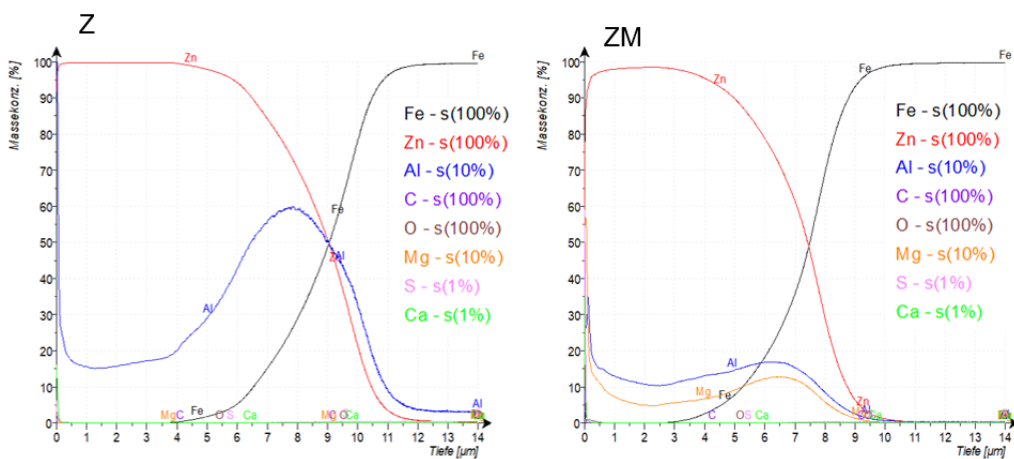 Z
Massekonz. [%]
100
90
80
70
60
50
40
30
20
10
0
Zn
Fe
Fe - s(100%)
Zn - s(100%)
Al - s(10%)
C - s(100%)
O - s(100%)
Mg - s(10%)
S - s(1%)
Ca - s(1%)
Fe
Al
Al
Fe
Mg C O S Ca
Mg C O Ca
Al
0 1 2 3 4 5 6 7 8 9 10 11 12 13 14
Tiefe [µm]
ZM
Massekonz. [%]
100
90
80
70
60
50
40
30
20
10
0
Zn
Fe
Fe
Fe - s(100%)
Zn - s(100%)
Al - s(10%)
C - s(100%)
O - s(100%)
Mg - s(10%)
S - s(1%)
Ca - s(1%)
Al
Mg
Fe
C O S Ca
Zn
Ca
0 1 2 3 4 5 6 7 8 9 10 11 12 13 14
Tiefe [µm]